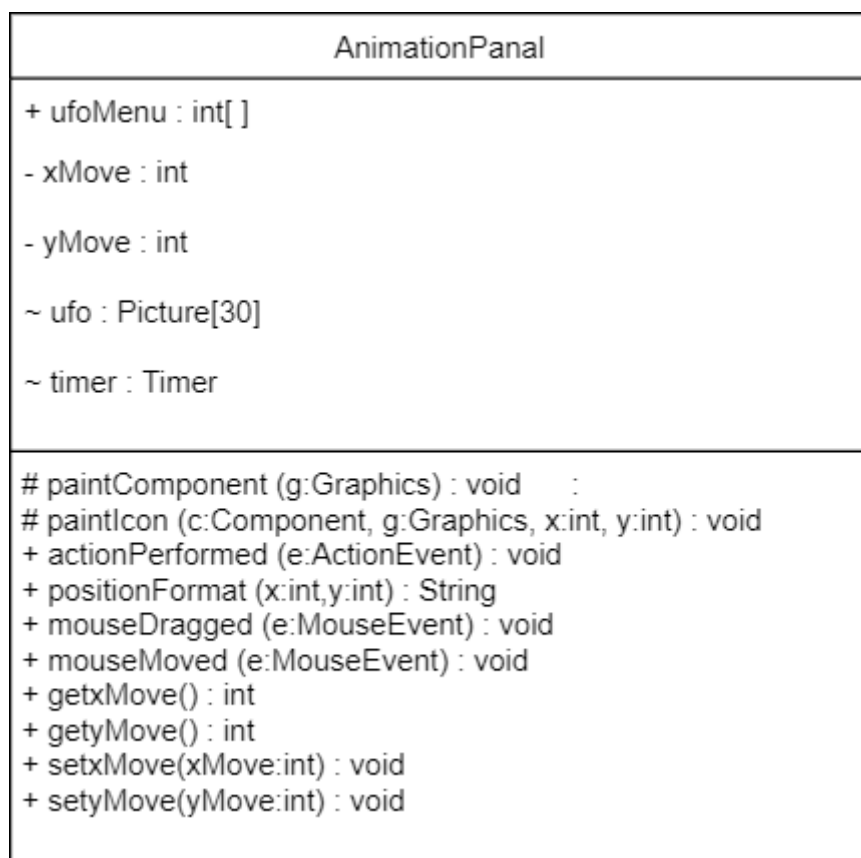 AnimationPanal
+ ufoMenu : int[ ]
- xMove : int
- yMove : int
~ ufo : Picture[30]
~ timer : Timer
# paintComponent (g:Graphics) : void :
# paintIcon (c:Component, g:Graphics, x:int, y:int) : void
+ actionPerformed (e:ActionEvent) : void
+ positionFormat (x:int,y:int) : String
+ mouseDragged (e:MouseEvent) : void
+ mouseMoved (e:MouseEvent) : void
+ getxMove() : int
+ getyMove() : int
+ setxMove(xMove:int) : void
+ setyMove(yMove:int) : void